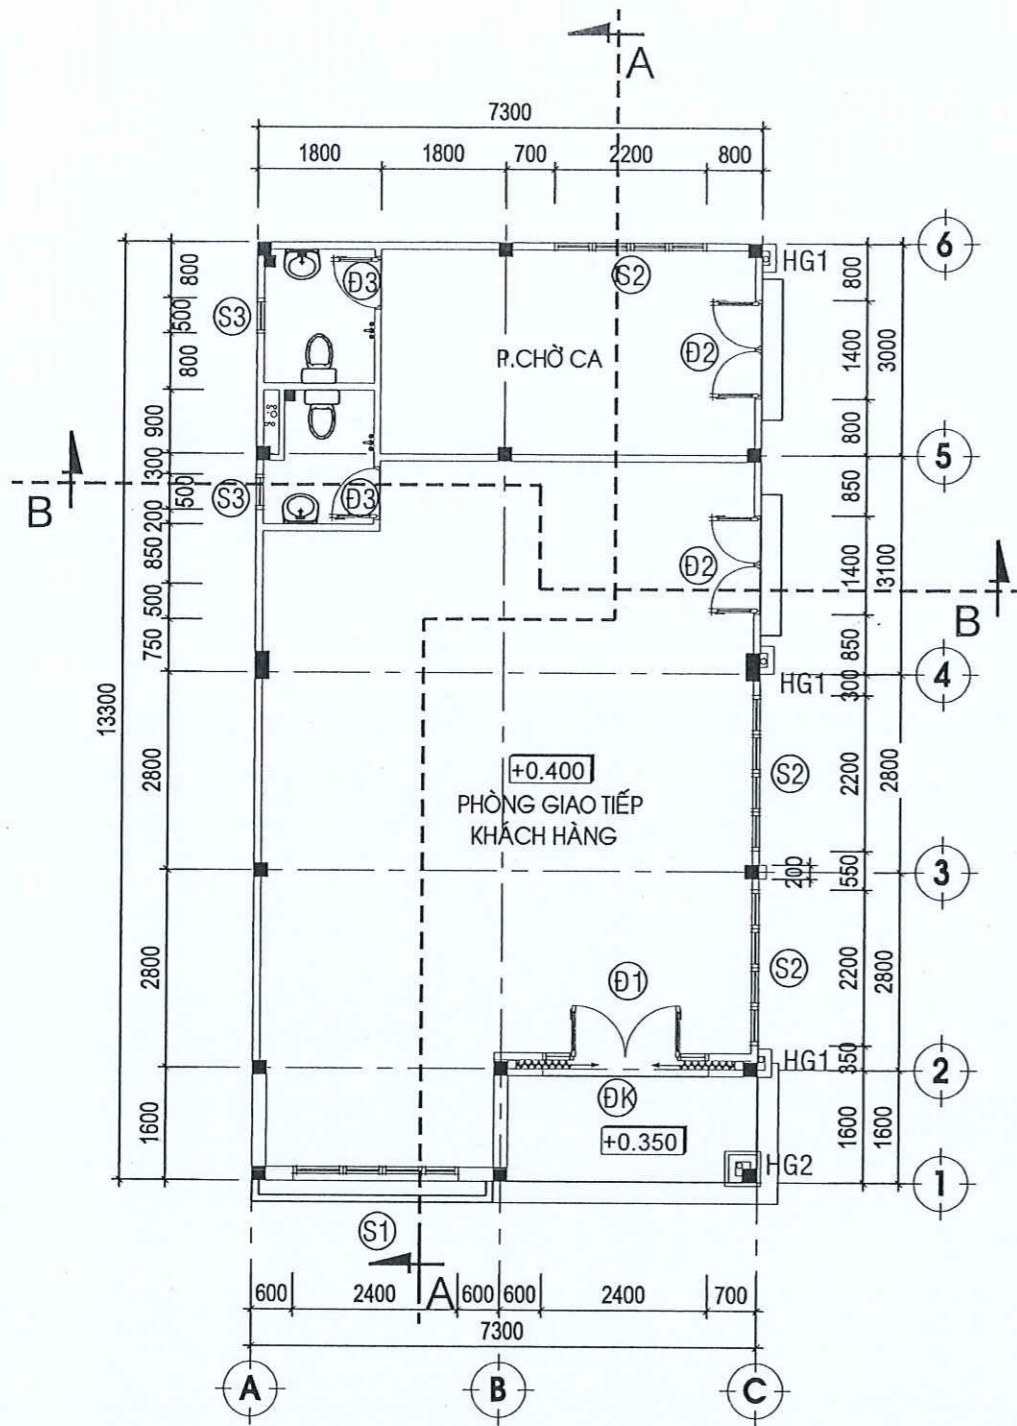 A
7300
1800 1800 700 2200 800
6
HG1
Đ3
S2
800
800
S3
500
Đ2
1400
3000
P.CHỜ CA
800
900
800
5
B
300
S3
500
Đ3
850
200
850
Đ2
1400
3100
500
B
750
850
4
HG1
300
13300
2800
+0.400
S2
2200
2800
PHÒNG GIAO TIẾP
KHÁCH HÀNG
200
550
3
2800
S2
2200
2800
Đ1
HG1
350
2
ĐK
1600
+0.350
1600
1600
HG2
1
S1
A
600 2400 600 600 2400 700
7300
A B C